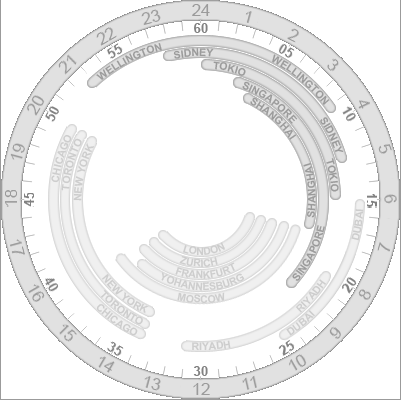 24
1
2
3
4
5
6
7
8
9
10
11
12
13
14
15
16
17
18
19
20
21
22
23
60
05
10
15
20
25
30
35
40
45
50
55
WELLINGTON
WELLINGTON
SIDNEY
SIDNEY
TOKIO
TOKIO
SINGAPORE
SINGAPORE
SHANGHAI
SHANGHAI
CHICAGO
TORONTO
NEW YORK
NEW YORK
TORONTO
CHICAGO
LONDON
ZURICH
FRANKFURT
YOHANNESBURG
MOSCOW
DUBAI
RIYADH
DUBAI
RIYADH